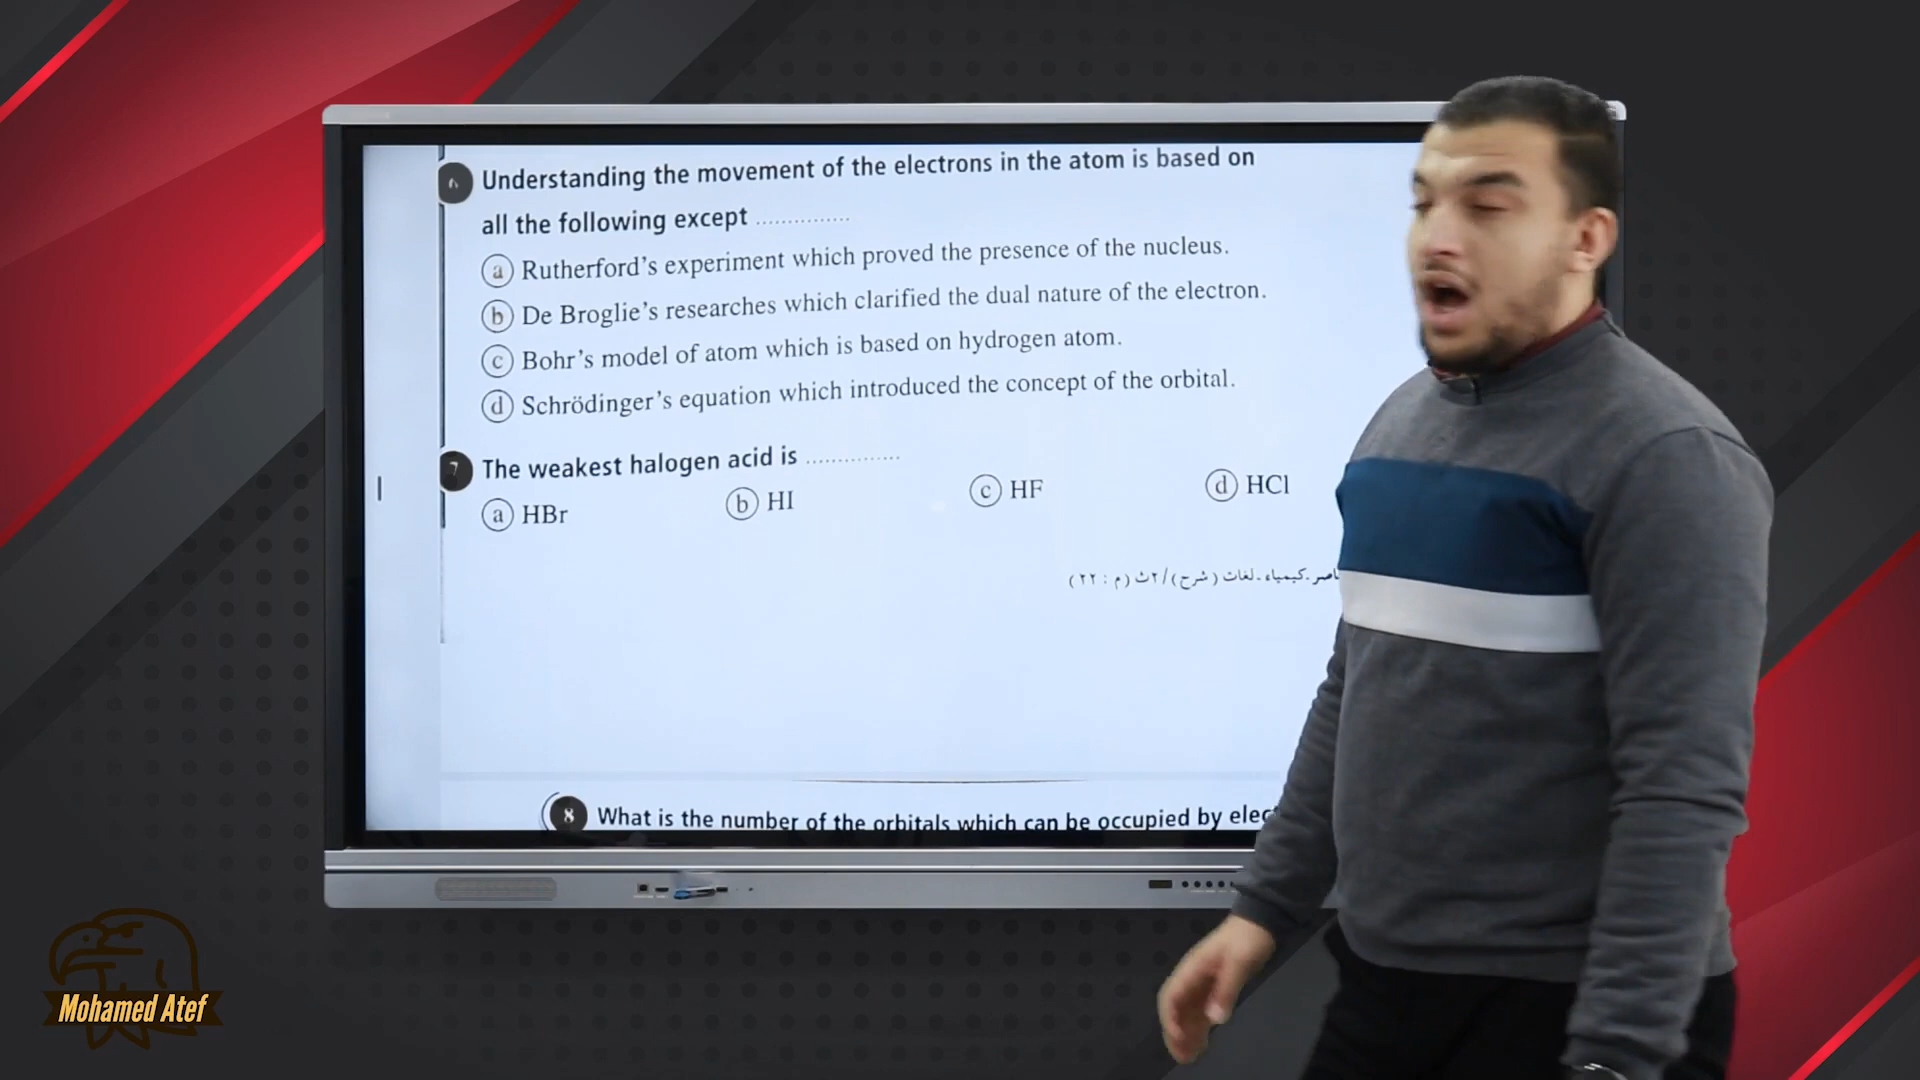 6 Understanding the movement of the electrons in the atom is based on
all the following except ...............
a Rutherford's experiment which proved the presence of the nucleus.
b De Broglie's researches which clarified the dual nature of the electron.
c Bohr's model of atom which is based on hydrogen atom.
d Schrödinger's equation which introduced the concept of the orbital.
7 The weakest halogen acid is ...............
a HBr b HI c HF d HCl
كيمياء - لغات (شرح) / ٢ث (م : ٢٢)
8 What is the number of the orbitals which can be occupied by
Mohamed Atef